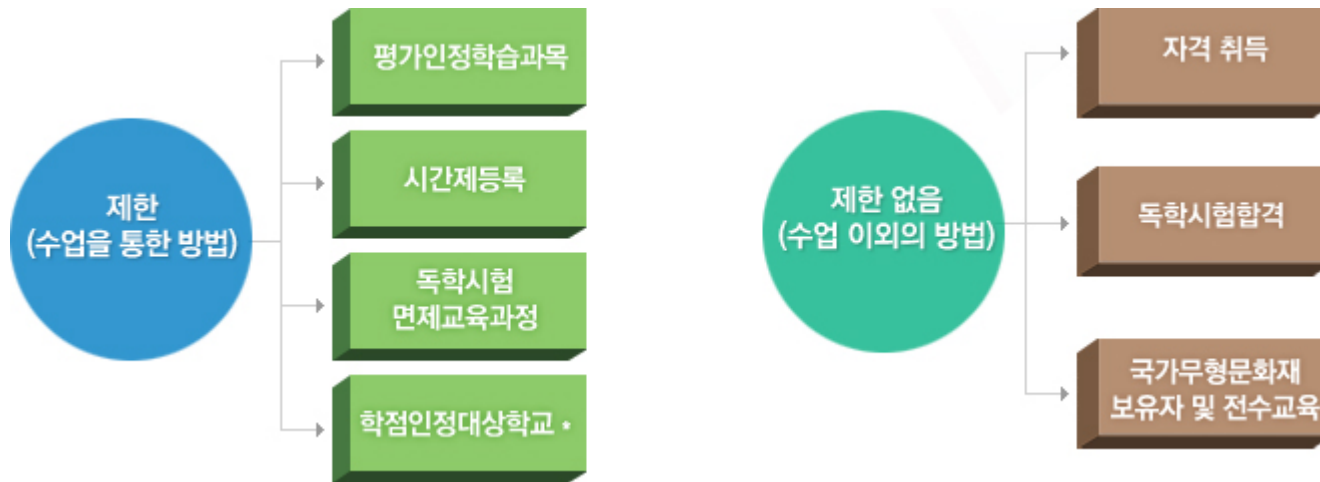 제한
(수업을 통한 방법)
평가인정학습과목
시간제등록
독학시험
면제교육과정
학점인정대상학교 *
제한 없음
(수업 이외의 방법)
자격 취득
독학시험합격
국가무형문화재
보유자 및 전수교육